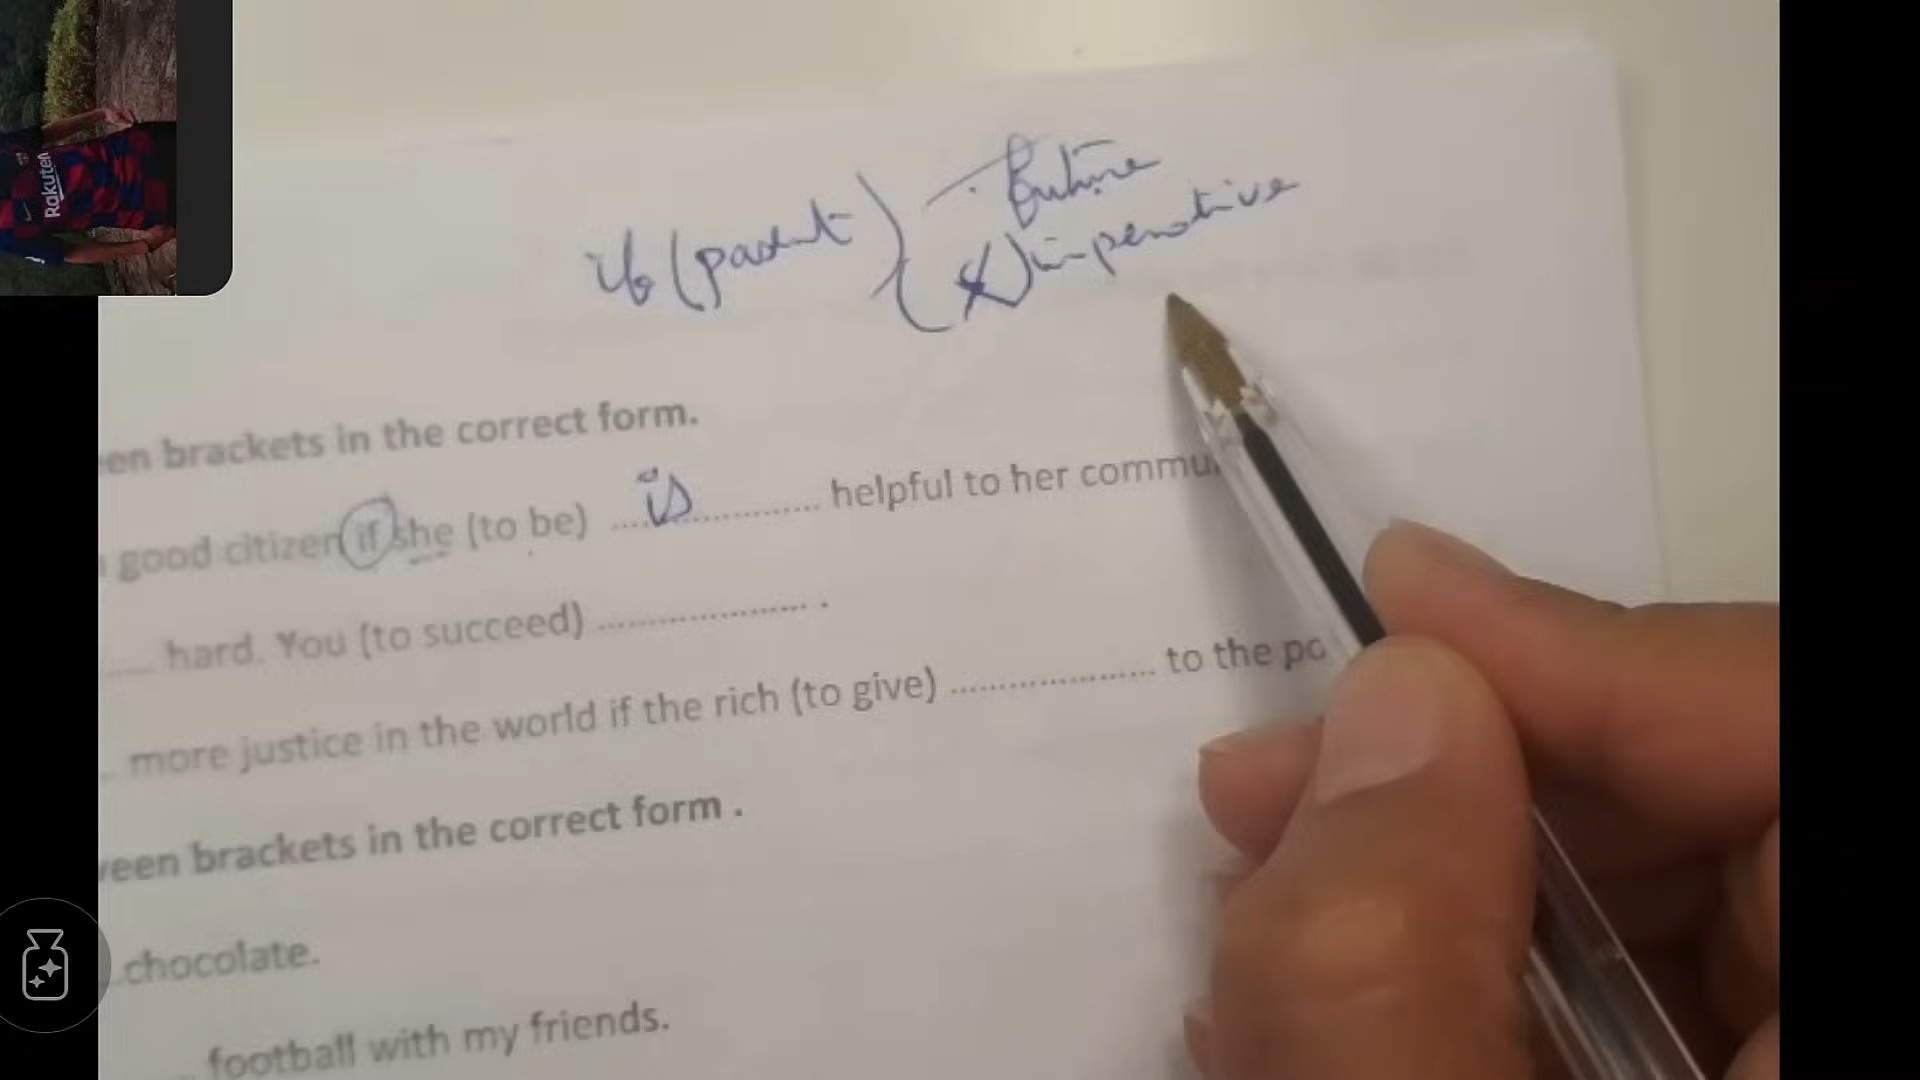 Rakuten
Future
if (pasent
(x) imperative
een brackets in the correct form.
good citizen if she (to be) ....is.............. helpful to her commu
hard. You (to succeed) ..................... .
more justice in the world if the rich (to give) ..................... to the po
veen brackets in the correct form .
chocolate.
football with my friends.